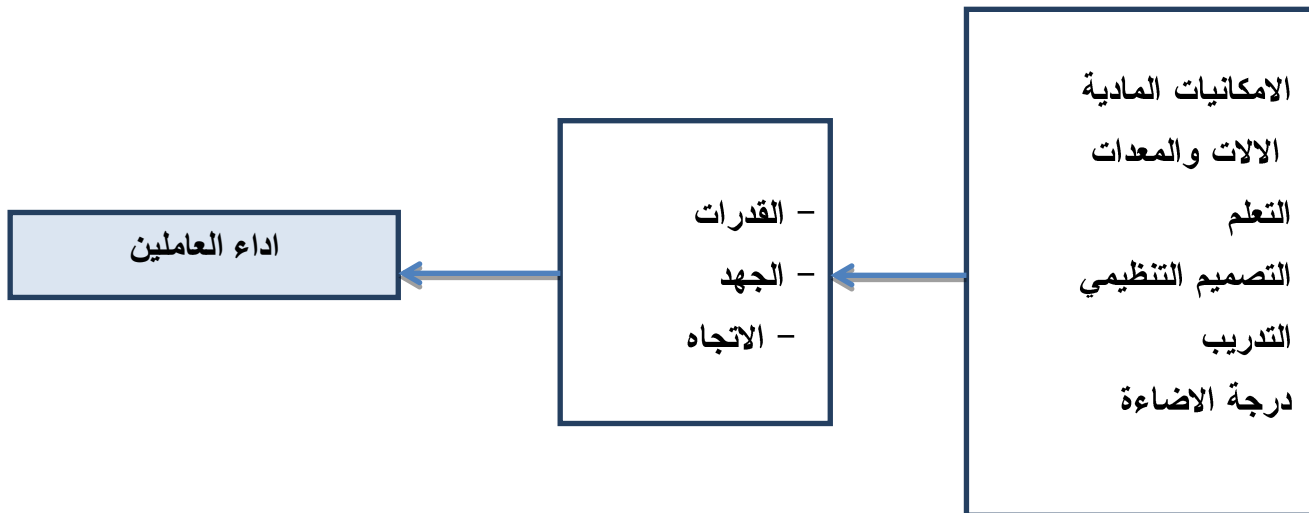 الامكانيات المادية
الالات والمعدات
التعلم
التصميم التنظيمي
التدريب
درجة الاضاءة
- القدرات
- الجهد
- الاتجاه
اداء العاملين